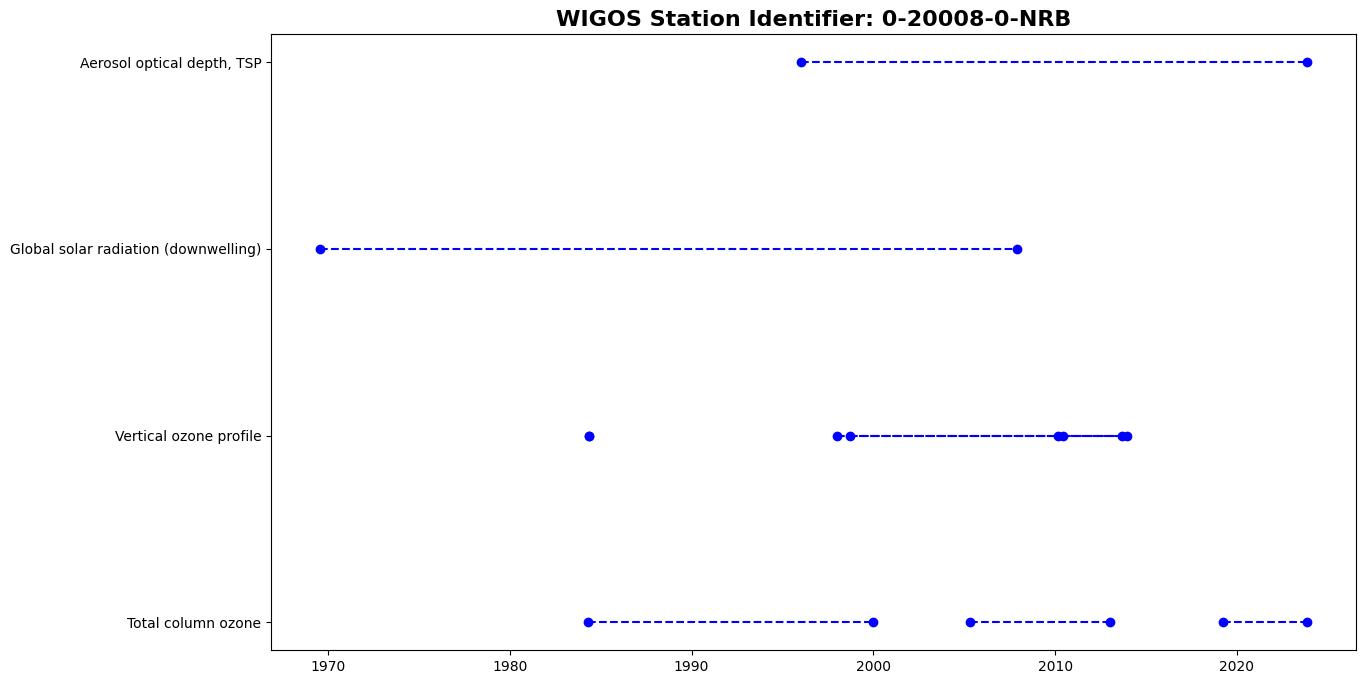 WIGOS Station Identifier: 0-20008-0-NRB
Aerosol optical depth, TSP
Global solar radiation (downwelling)
Vertical ozone profile
Total column ozone
1970 1980 1990 2000 2010 2020